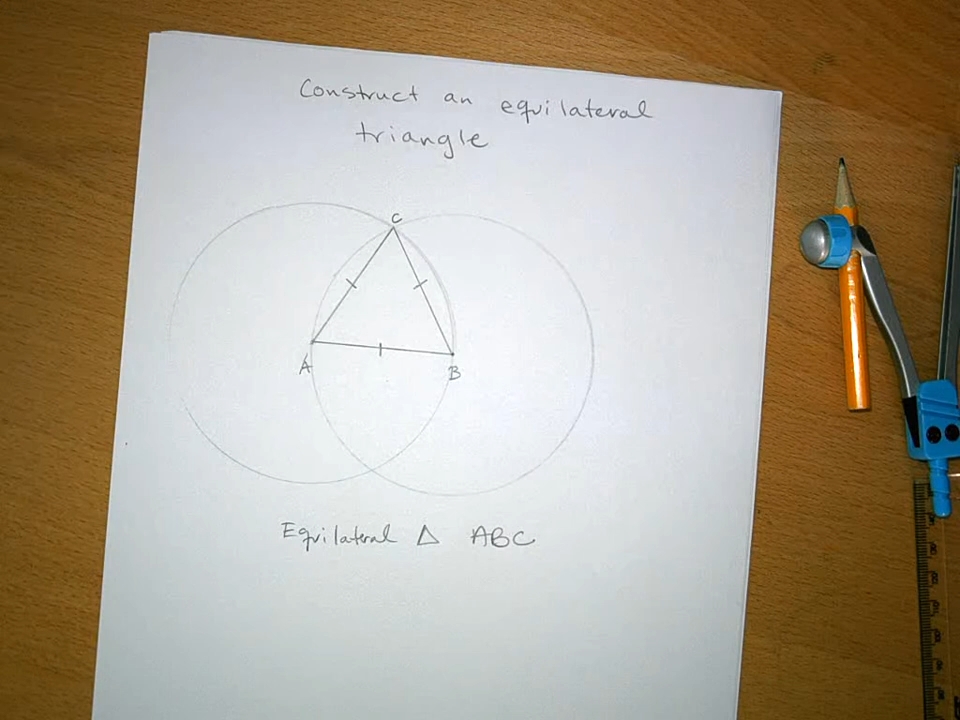 Construct an equilateral
triangle
C
A
B
Equilateral △ ABC